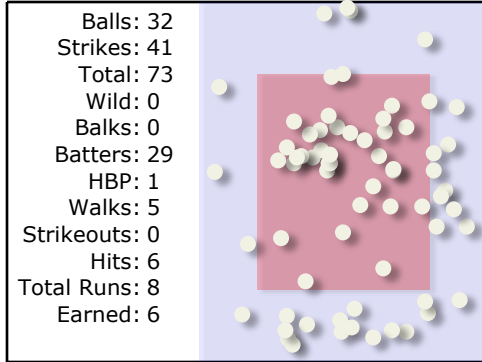 Balls: 32
Strikes: 41
Total: 73
Wild: 0
Balks: 0
Batters: 29
HBP: 1
Walks: 5
Strikeouts: 0
Hits: 6
Total Runs: 8
Earned: 6